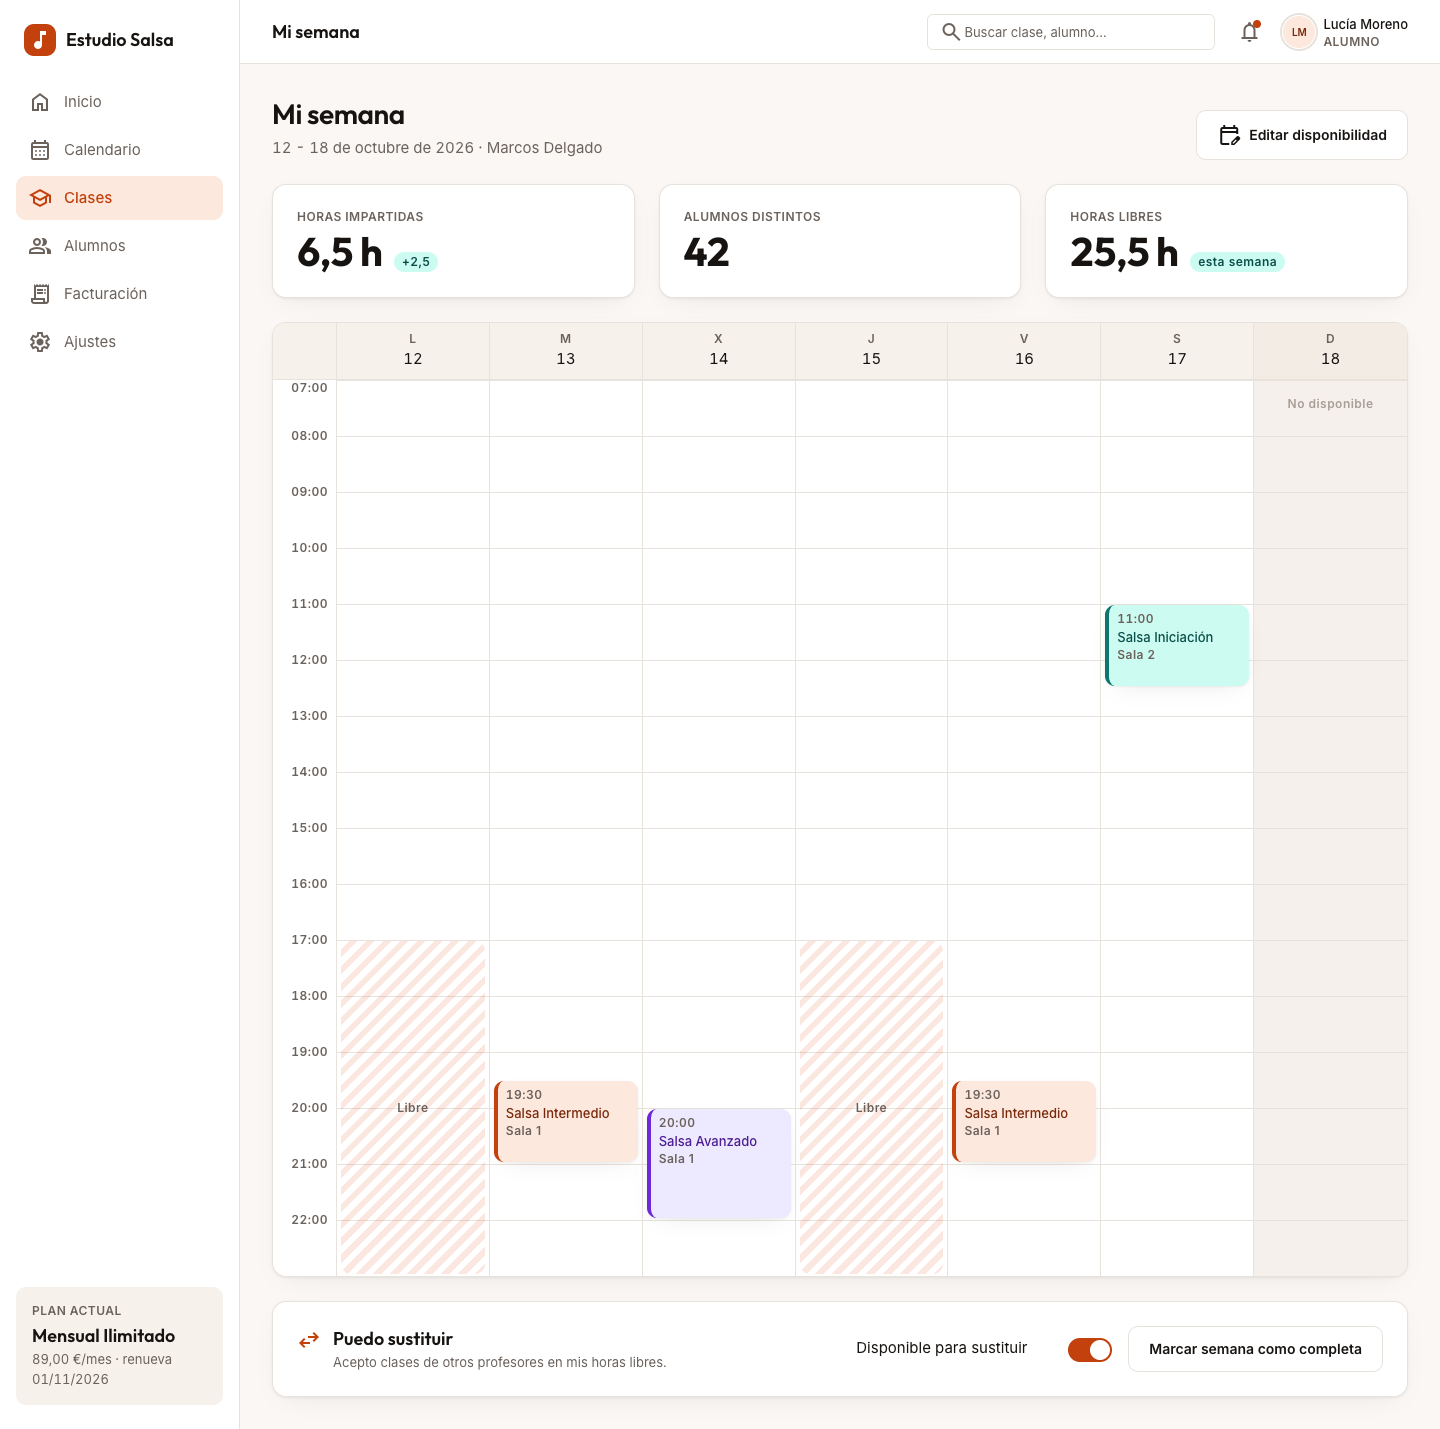 Estudio Salsa
Inicio
Calendario
Clases
Alumnos
Facturación
Ajustes
PLAN ACTUAL
Mensual Ilimitado
89,00 €/mes · renueva
01/11/2026
Mi semana
Buscar clase, alumno...
LM
Lucía Moreno
ALUMNO
Mi semana
12 - 18 de octubre de 2026 · Marcos Delgado
Editar disponibilidad
HORAS IMPARTIDAS
6,5 h +2,5
ALUMNOS DISTINTOS
42
HORAS LIBRES
25,5 h esta semana
L M X J V S D
12 13 14 15 16 17 18
07:00
No disponible
08:00
09:00
10:00
11:00
11:00
Salsa Iniciación
Sala 2
12:00
13:00
14:00
15:00
16:00
17:00
18:00
19:00
20:00
21:00
22:00
Libre
19:30
Salsa Intermedio
Sala 1
20:00
Salsa Avanzado
Sala 1
Libre
19:30
Salsa Intermedio
Sala 1
Puedo sustituir
Acepto clases de otros profesores en mis horas libres.
Disponible para sustituir
Marcar semana como completa